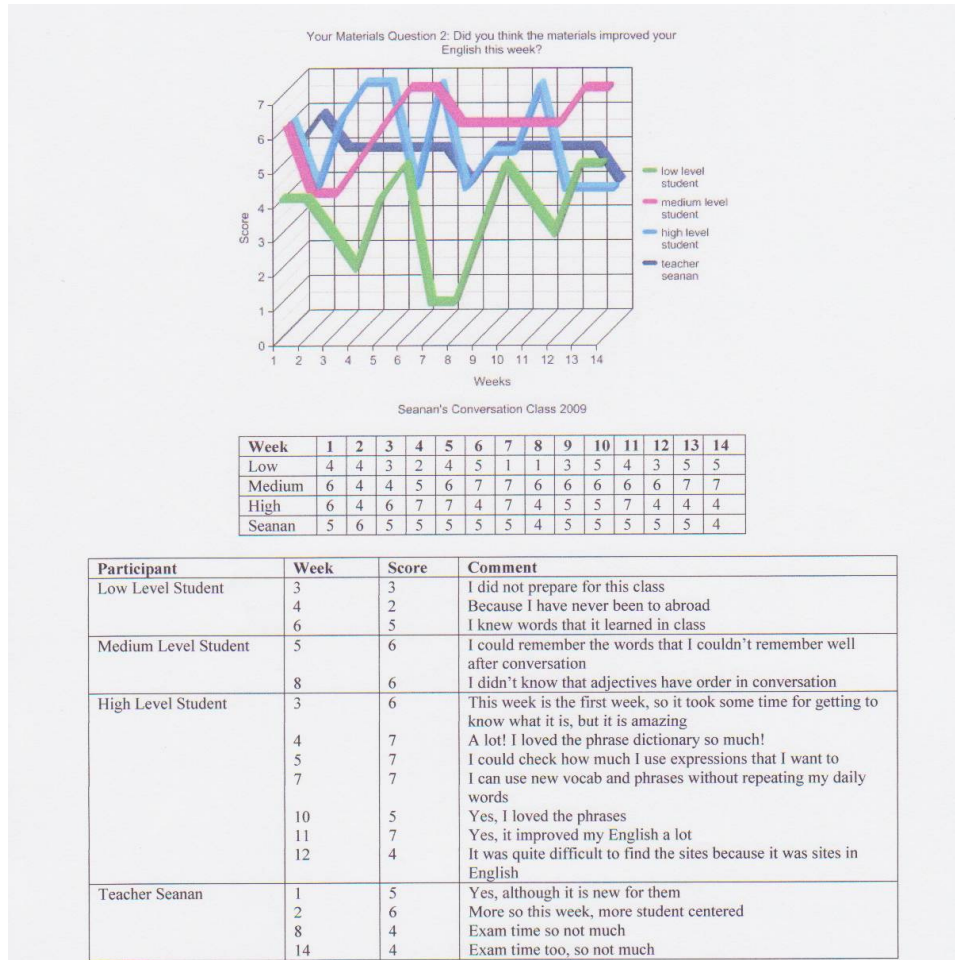 Your Materials Question 2: Did you think the materials improved your
English this week?
7
6
5
4
3
2
1
0
Score
1 2 3 4 5 6 7 8 9 10 11 12 13 14
Weeks
low level
student
medium level
student
high level
student
teacher
seanan
Seanan's Conversation Class 2009
Week 1 2 3 4 5 6 7 8 9 10 11 12 13 14
Low 4 4 3 2 4 5 1 1 3 5 4 3 5 5
Medium 6 4 4 5 6 7 7 6 6 6 6 6 7 7
High 6 4 6 7 7 4 7 4 5 5 7 4 4 4
Seanan 5 6 5 5 5 5 5 4 5 5 5 5 5 4
Participant Week Score Comment
Low Level Student 3 3 I did not prepare for this class
4 2 Because I have never been to abroad
6 5 I knew words that it learned in class
Medium Level Student 5 6 I could remember the words that I couldn't remember well
after conversation
8 6 I didn't know that adjectives have order in conversation
High Level Student 3 6 This week is the first week, so it took some time for getting to
know what it is, but it is amazing
4 7 A lot! I loved the phrase dictionary so much!
5 7 I could check how much I use expressions that I want to
7 7 I can use new vocab and phrases without repeating my daily
words
10 5 Yes, I loved the phrases
11 7 Yes, it improved my English a lot
12 4 It was quite difficult to find the sites because it was sites in
English
Teacher Seanan 1 5 Yes, although it is new for them
2 6 More so this week, more student centered
8 4 Exam time so not much
14 4 Exam time too, so not much